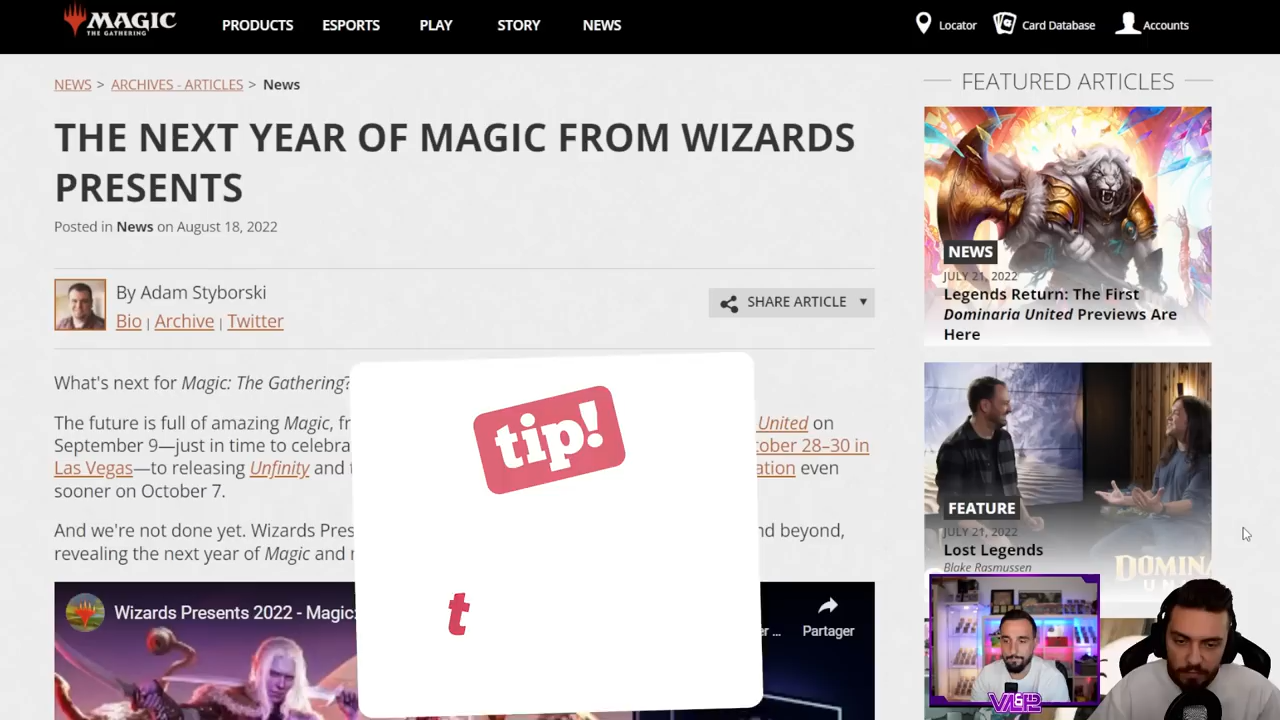 MAGIC
THE GATHERING
PRODUCTS
ESPORTS
PLAY
STORY
NEWS
Locator
Card Database
Accounts
NEWS > ARCHIVES - ARTICLES > News
THE NEXT YEAR OF MAGIC FROM WIZARDS
PRESENTS
Posted in News on August 18, 2022
By Adam Styborski
Bio | Archive | Twitter
SHARE ARTICLE
What's next for Magic: The Gathering?
The future is full of amazing Magic, fr
United on
September 9—just in time to celebra
tober 28–30 in
Las Vegas—to releasing Unfinity and
ation even
sooner on October 7.
And we're not done yet. Wizards Pres
nd beyond,
revealing the next year of Magic and
Wizards Presents 2022 - Magic:
er ...
Partager
tip!
t
FEATURED ARTICLES
NEWS
JULY 21, 2022
Legends Return: The First
Dominaria United Previews Are
Here
FEATURE
JULY 21, 2022
Lost Legends
Blake Rasmussen
DOMINA